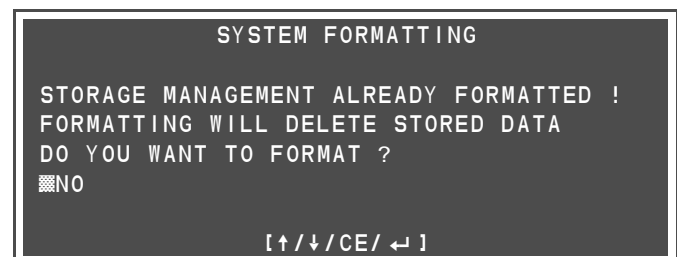 SYSTEM FORMATTING
STORAGE MANAGEMENT ALREADY FORMATTED !
FORMATTING WILL DELETE STORED DATA
DO YOU WANT TO FORMAT ?
▒NO
[↑/↓/CE/↵]